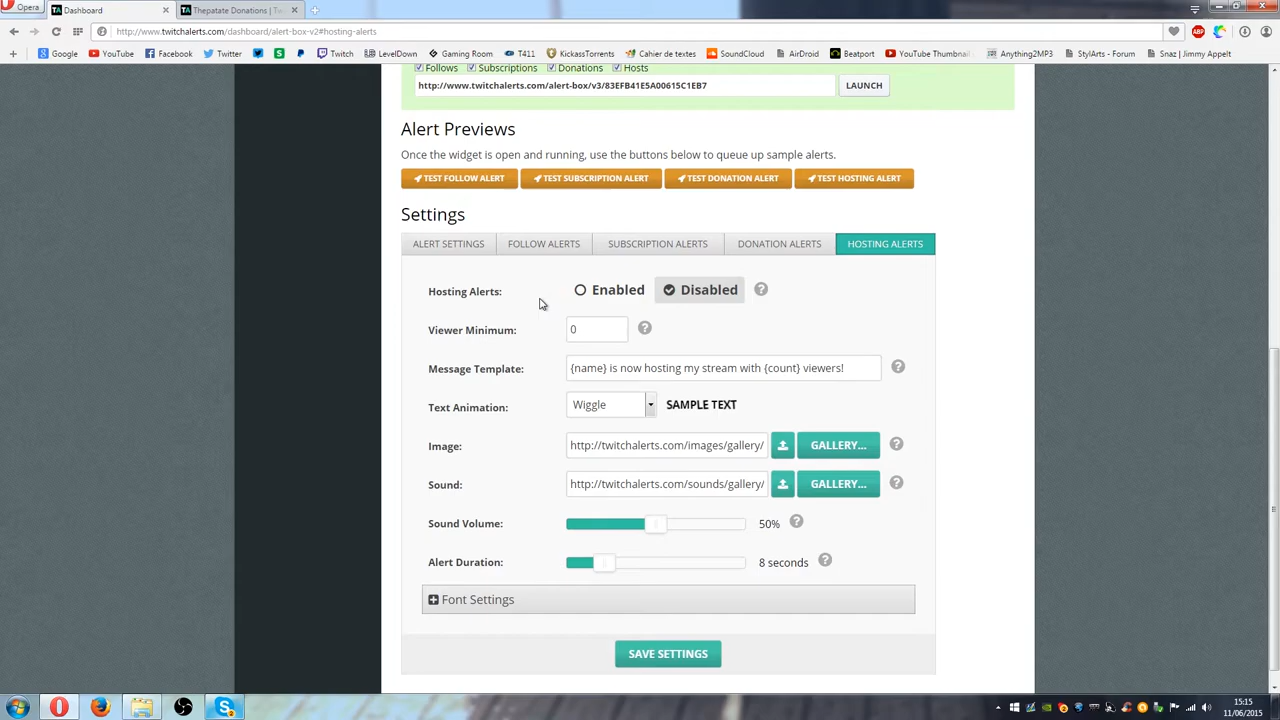 Opera
TA Dashboard
TA Thepatate Donations | Tw
http://www.twitchalerts.com/dashboard/alert-box-v2#hosting-alerts
Google YouTube Facebook Twitter Twitch LevelDown Gaming Room T411 KickassTorrents Cahier de textes SoundCloud AirDroid Beatport YouTube Thumbnail Anything2MP3 StylArts - Forum Snaz | Jimmy Appelt
Follows Subscriptions Donations Hosts
http://www.twitchalerts.com/alert-box/v3/83EFB41E5A00615C1EB7 LAUNCH
Alert Previews
Once the widget is open and running, use the buttons below to queue up sample alerts.
TEST FOLLOW ALERT TEST SUBSCRIPTION ALERT TEST DONATION ALERT TEST HOSTING ALERT
Settings
ALERT SETTINGS FOLLOW ALERTS SUBSCRIPTION ALERTS DONATION ALERTS HOSTING ALERTS
Hosting Alerts: Enabled Disabled ?
Viewer Minimum: 0 ?
Message Template: {name} is now hosting my stream with {count} viewers! ?
Text Animation: Wiggle SAMPLE TEXT
Image: http://twitchalerts.com/images/gallery/ GALLERY... ?
Sound: http://twitchalerts.com/sounds/gallery/ GALLERY... ?
Sound Volume: 50% ?
Alert Duration: 8 seconds ?
Font Settings
SAVE SETTINGS
15:15
11/06/2015